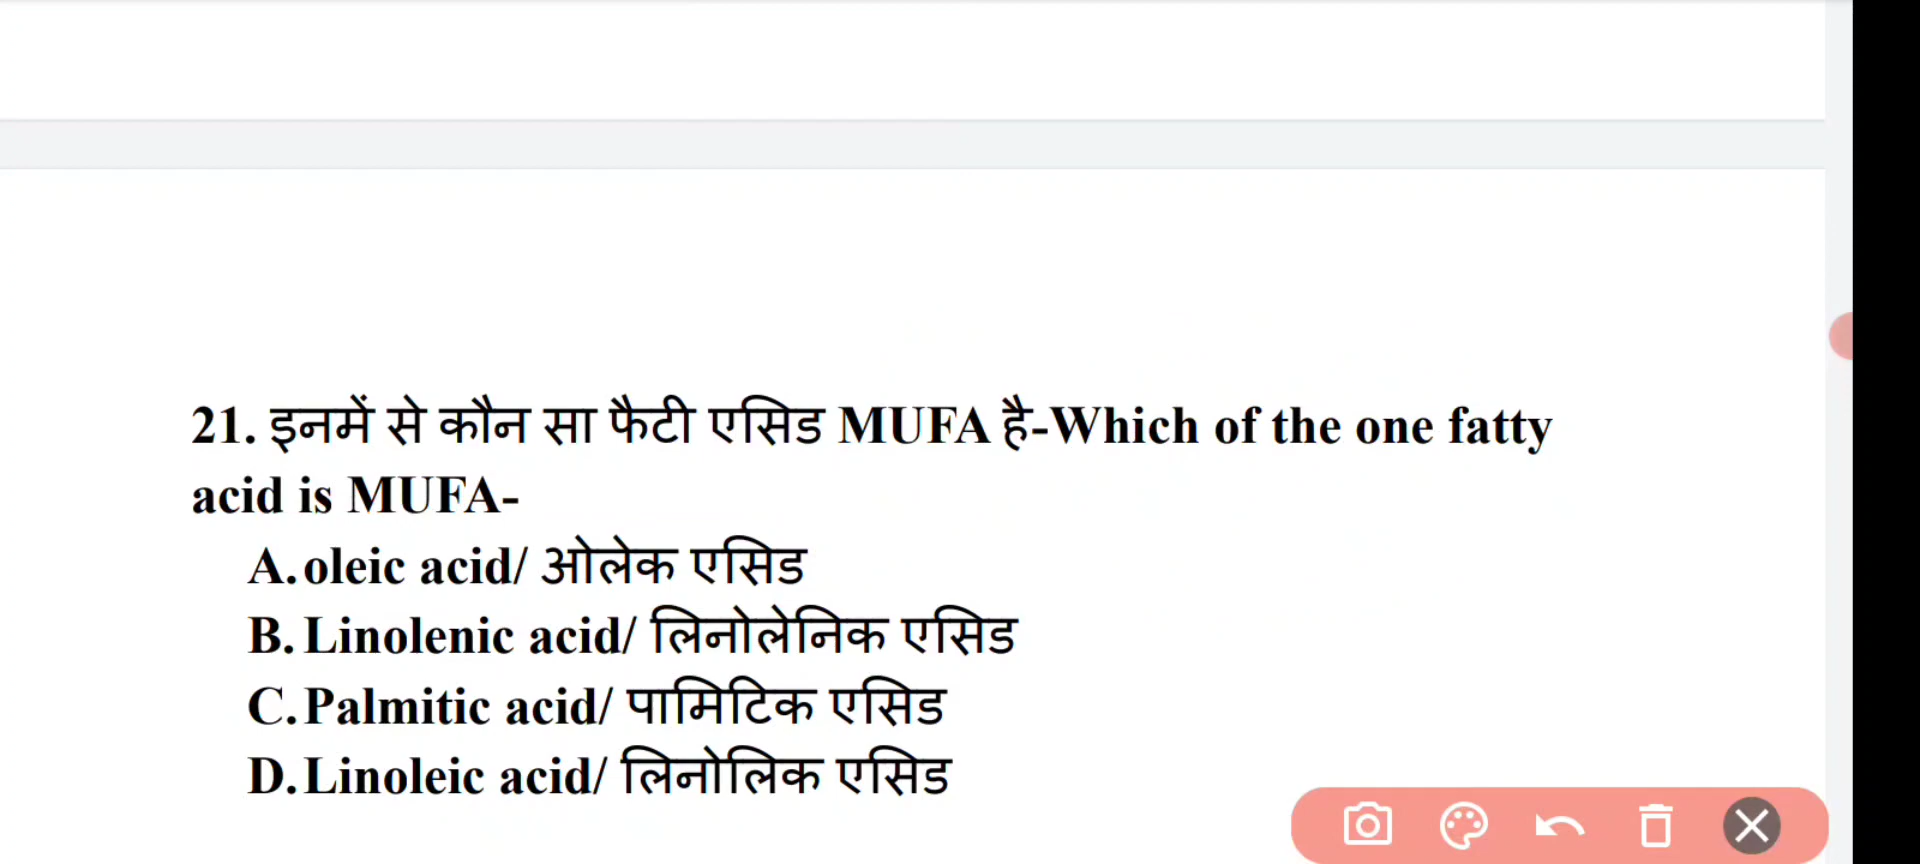 21. इनमें से कौन सा फैटी एसिड MUFA है-Which of the one fatty
acid is MUFA-
A. oleic acid/ ओलेक एसिड
B. Linolenic acid/ लिनोलेनिक एसिड
C. Palmitic acid/ पामिटिक एसिड
D. Linoleic acid/ लिनोलिक एसिड